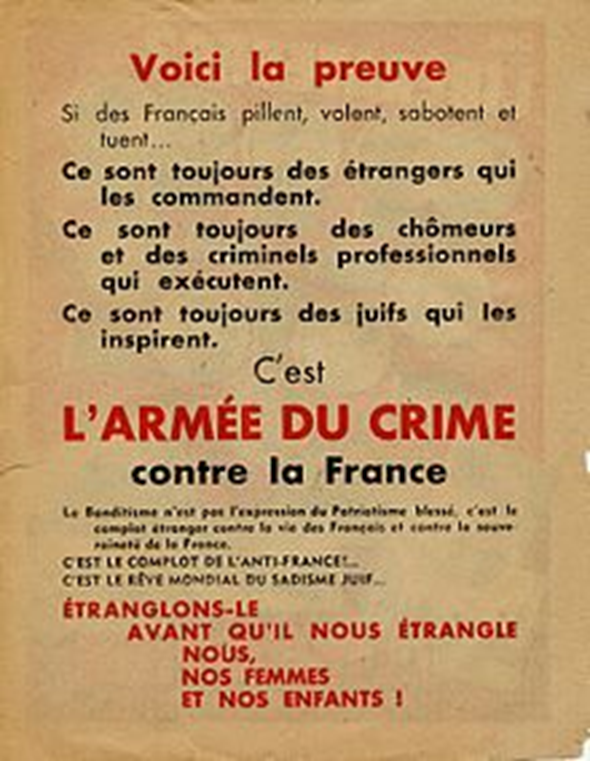 Voici la preuve
Si des Français pillent, volent, sabotent et
tuent...
Ce sont toujours des étrangers qui
les commandent.
Ce sont toujours des chômeurs
et des criminels professionnels
qui exécutent.
Ce sont toujours des juifs qui les
inspirent.
C'est
L'ARMÉE DU CRIME
contre la France
Le Banditisme n'est pas l'expression du Patriotisme blessé, c'est le
complot étranger contre la vie des Français et contre la souve-
raineté de la France.
C'EST LE COMPLOT DE L'ANTI-FRANCE!...
C'EST LE RÊVE MONDIAL DU SADISME JUIF...
ÉTRANGLONS-LE
AVANT QU'IL NOUS ÉTRANGLE
NOUS,
NOS FEMMES
ET NOS ENFANTS !